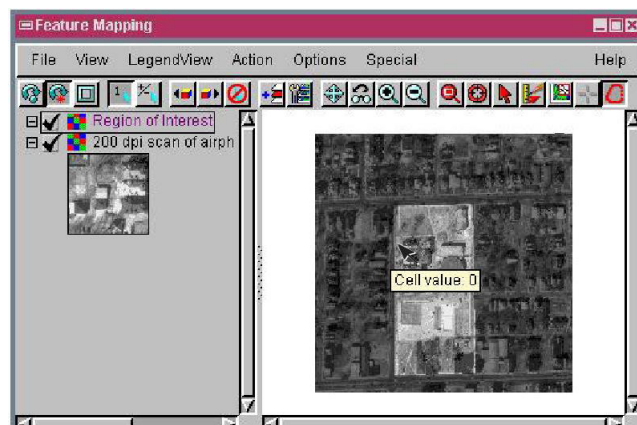 Feature Mapping
File View LegendView Action Options Special Help
1
Region of Interest
200 dpi scan of airph
Cell value: 0